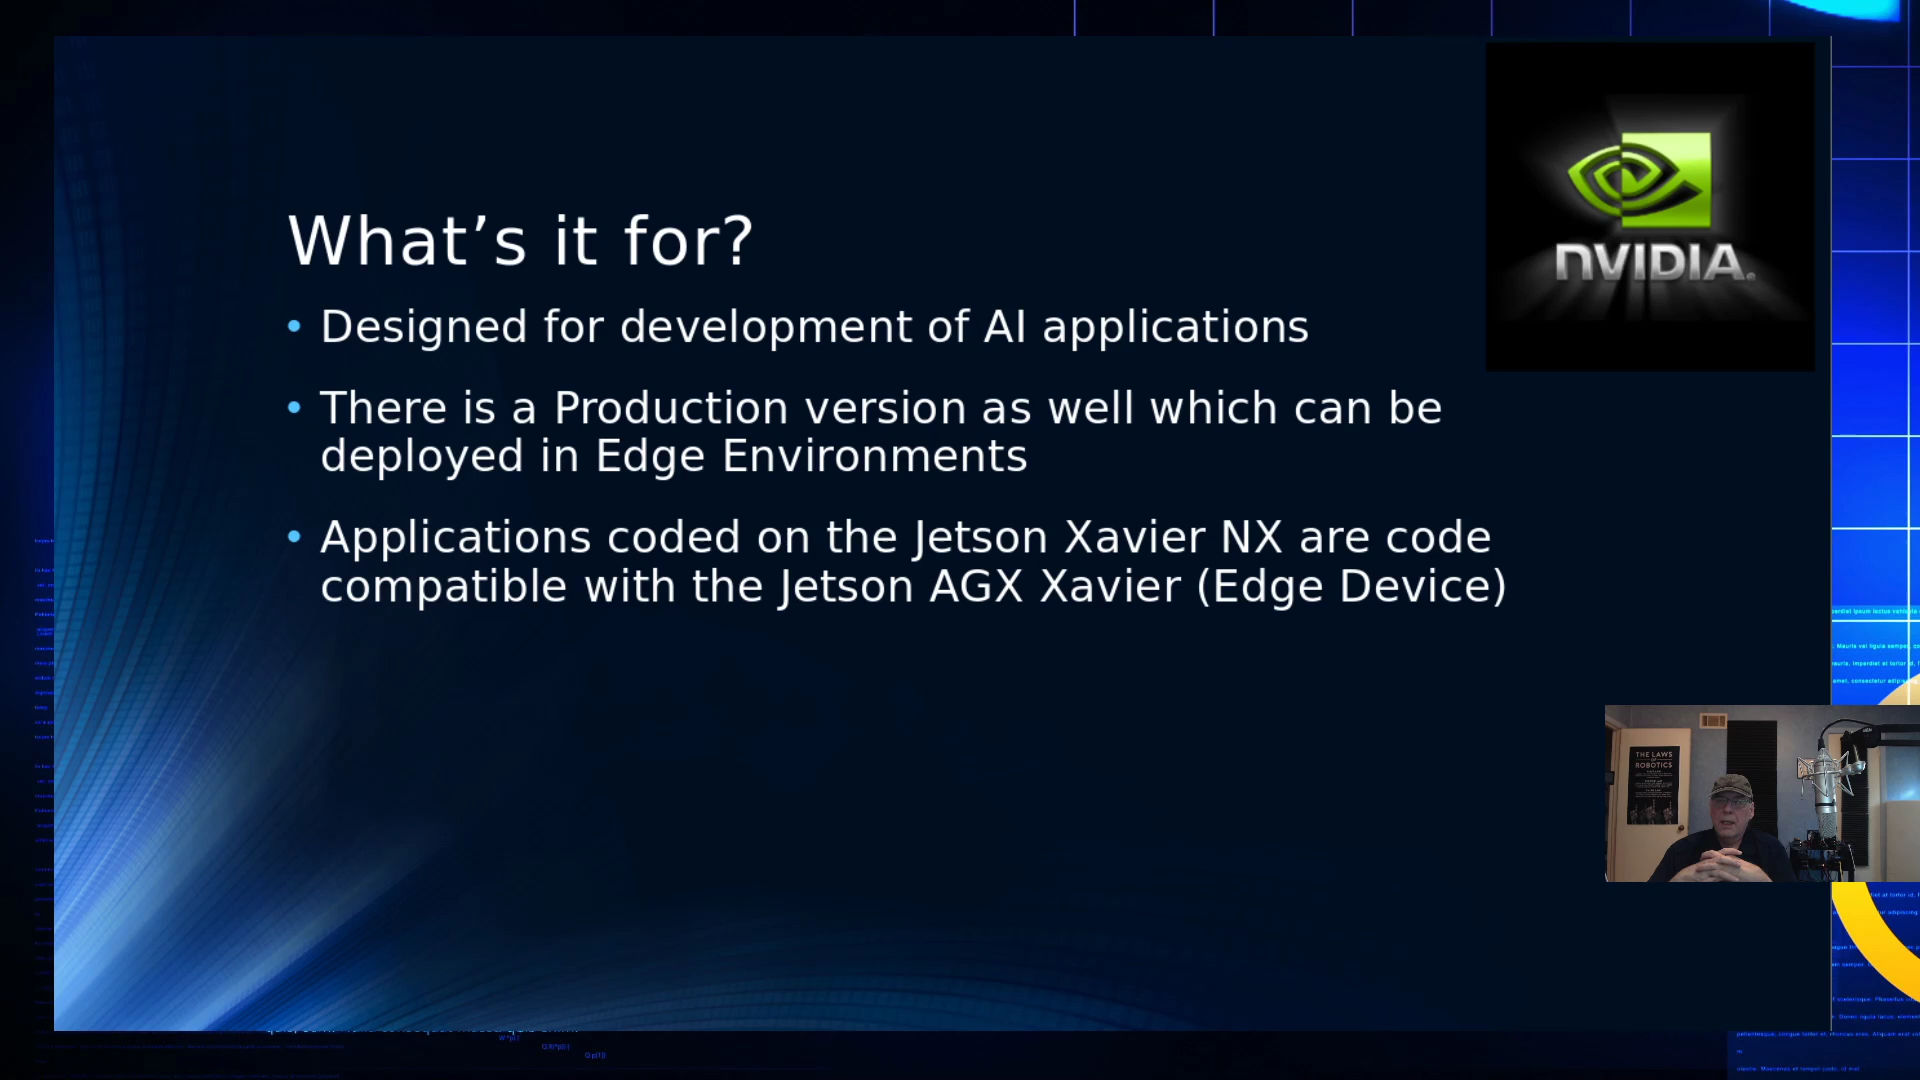 What’s it for?
• Designed for development of AI applications
• There is a Production version as well which can be
deployed in Edge Environments
• Applications coded on the Jetson Xavier NX are code
compatible with the Jetson AGX Xavier (Edge Device)
NVIDIA.
THE LAWS
OF
ROBOTICS